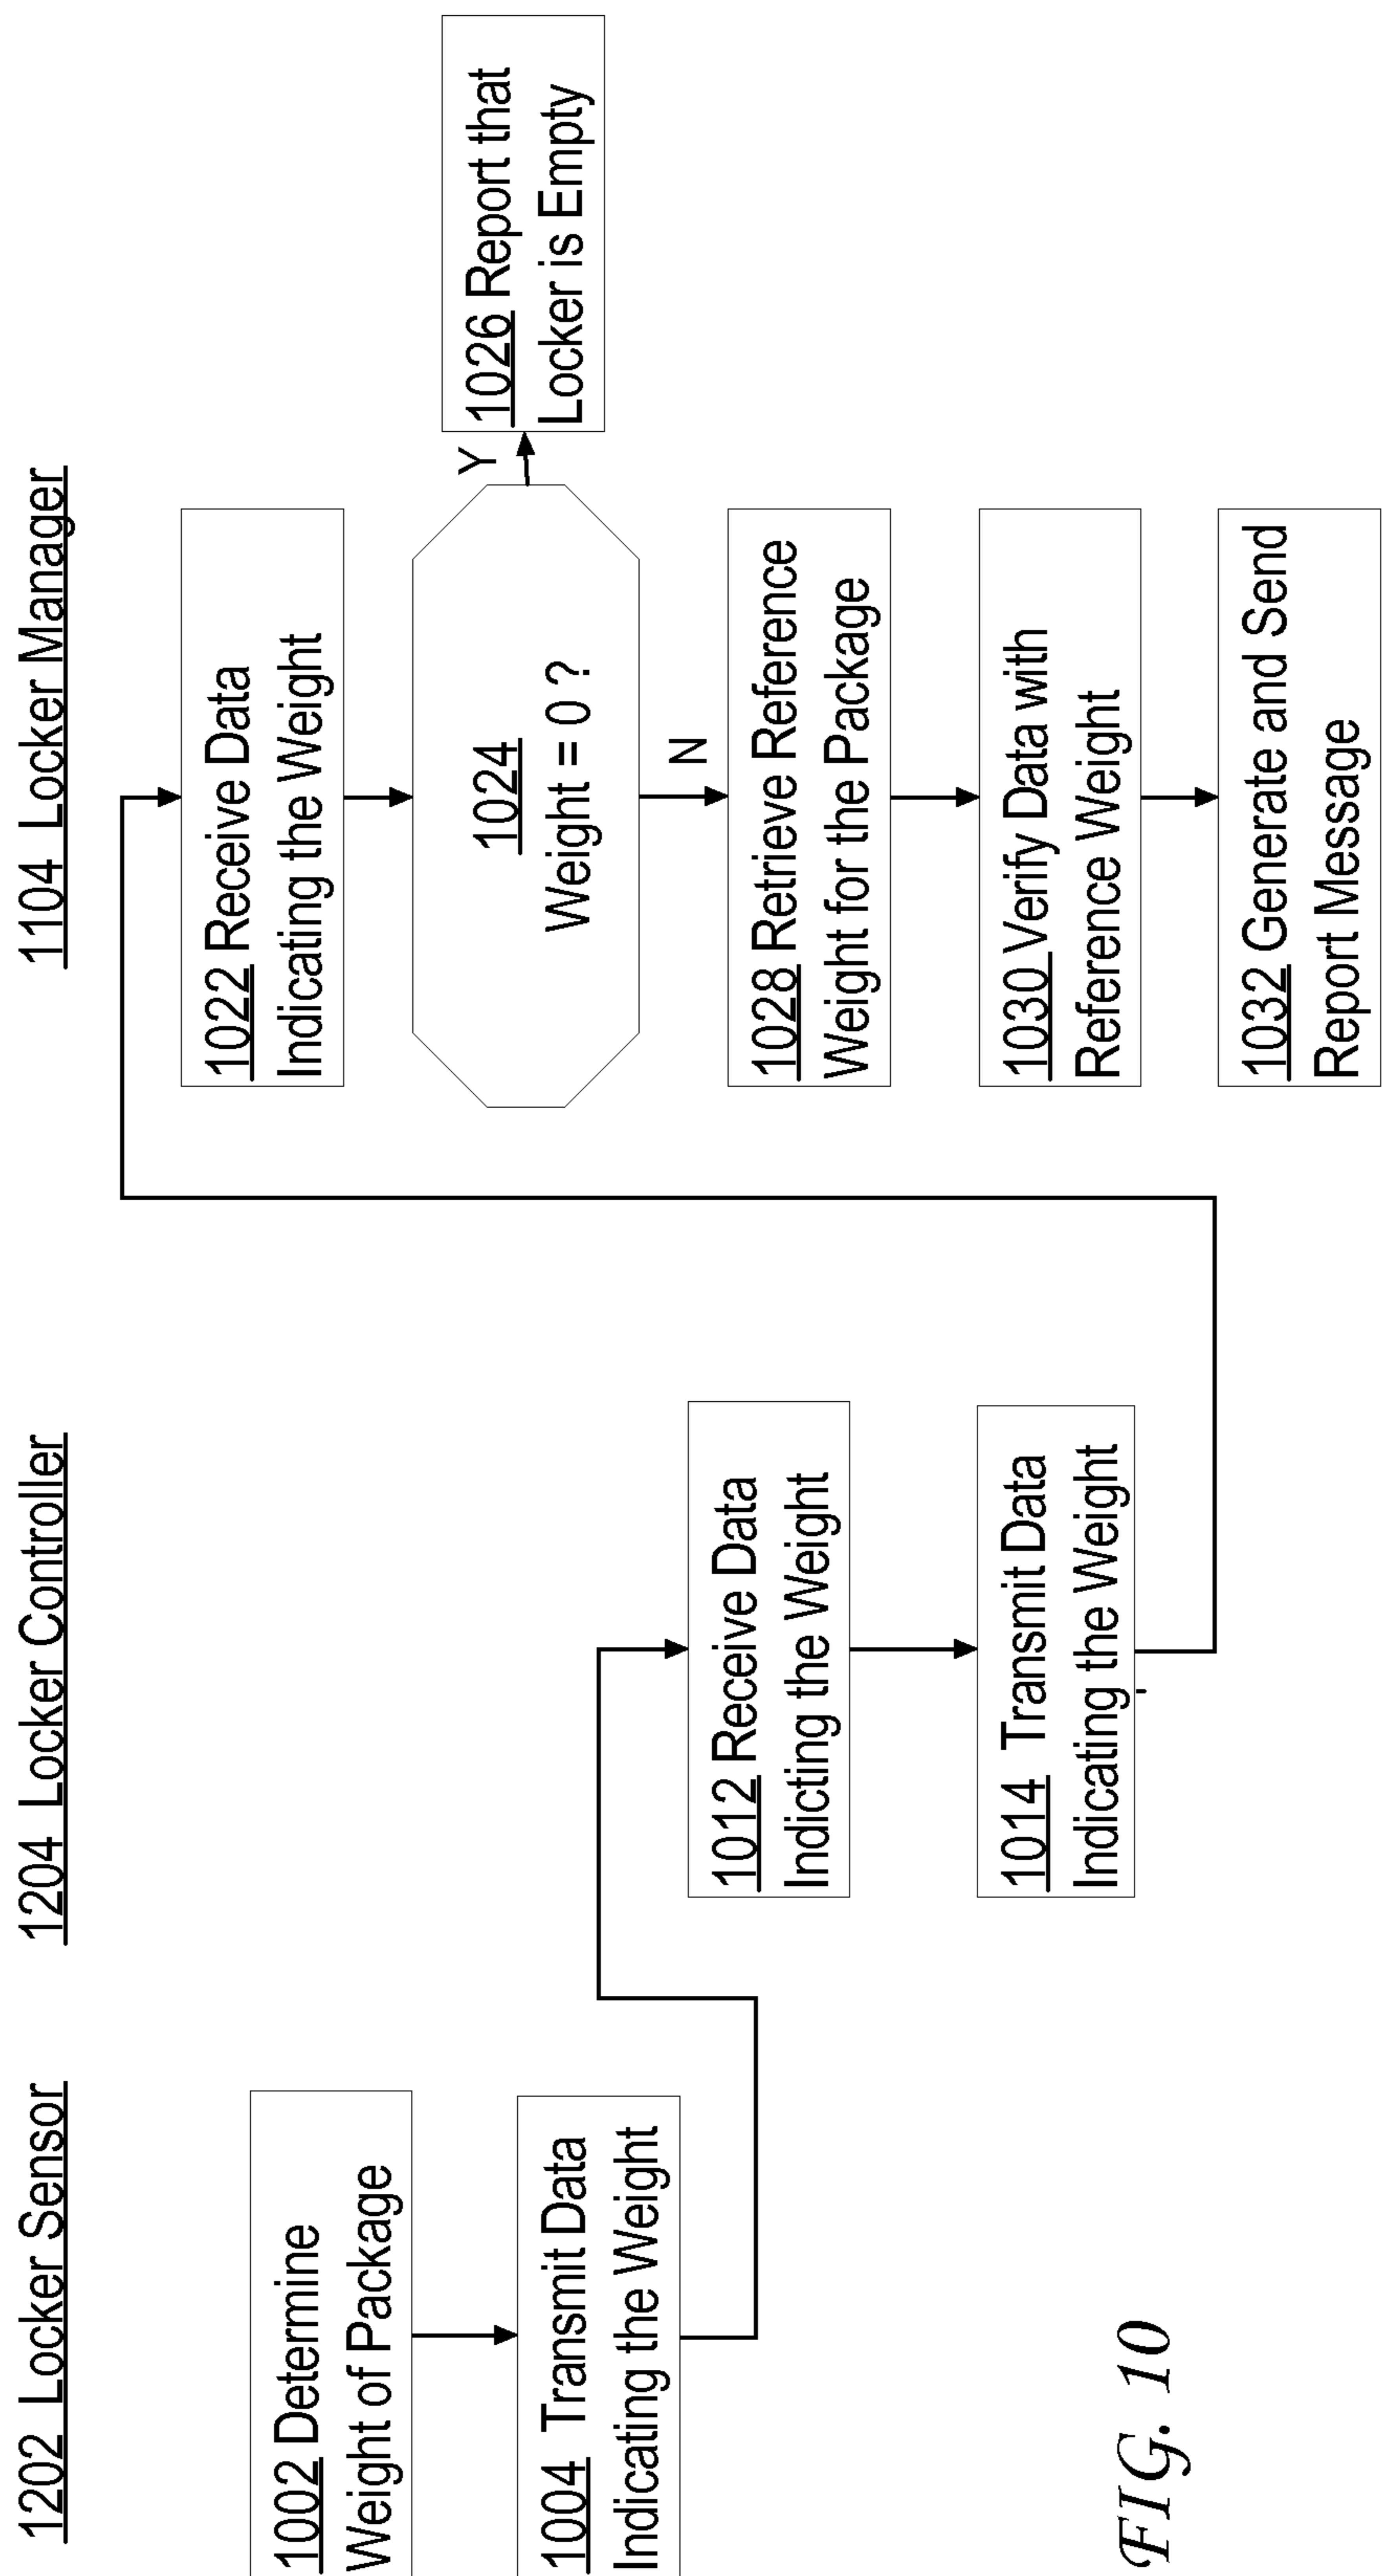 1202 Locker Sensor
1204 Locker Controller
1104 Locker Manager
1002 Determine
Weight of Package
1004 Transmit Data
Indicating the Weight
1012 Receive Data
Indicting the Weight
1014 Transmit Data
Indicating the Weight
1022 Receive Data
Indicating the Weight
1024
Weight = 0 ?
Y
1026 Report that
Locker is Empty
N
1028 Retrieve Reference
Weight for the Package
1030 Verify Data with
Reference Weight
1032 Generate and Send
Report Message
FIG. 10